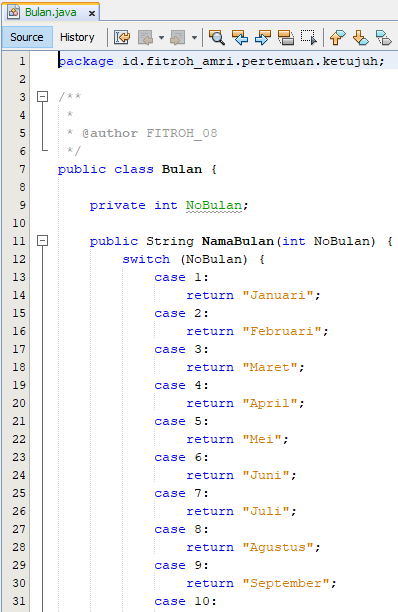 Bulan.java
Source History
1 package id.fitroh_amri.pertemuan.ketujuh;
2
3 /**
4 *
5 * @author FITROH_08
6 */
7 public class Bulan {
8
9 private int NoBulan;
10
11 public String NamaBulan(int NoBulan) {
12 switch (NoBulan) {
13 case 1:
14 return "Januari";
15 case 2:
16 return "Februari";
17 case 3:
18 return "Maret";
19 case 4:
20 return "April";
21 case 5:
22 return "Mei";
23 case 6:
24 return "Juni";
25 case 7:
26 return "Juli";
27 case 8:
28 return "Agustus";
29 case 9:
30 return "September";
31 case 10: